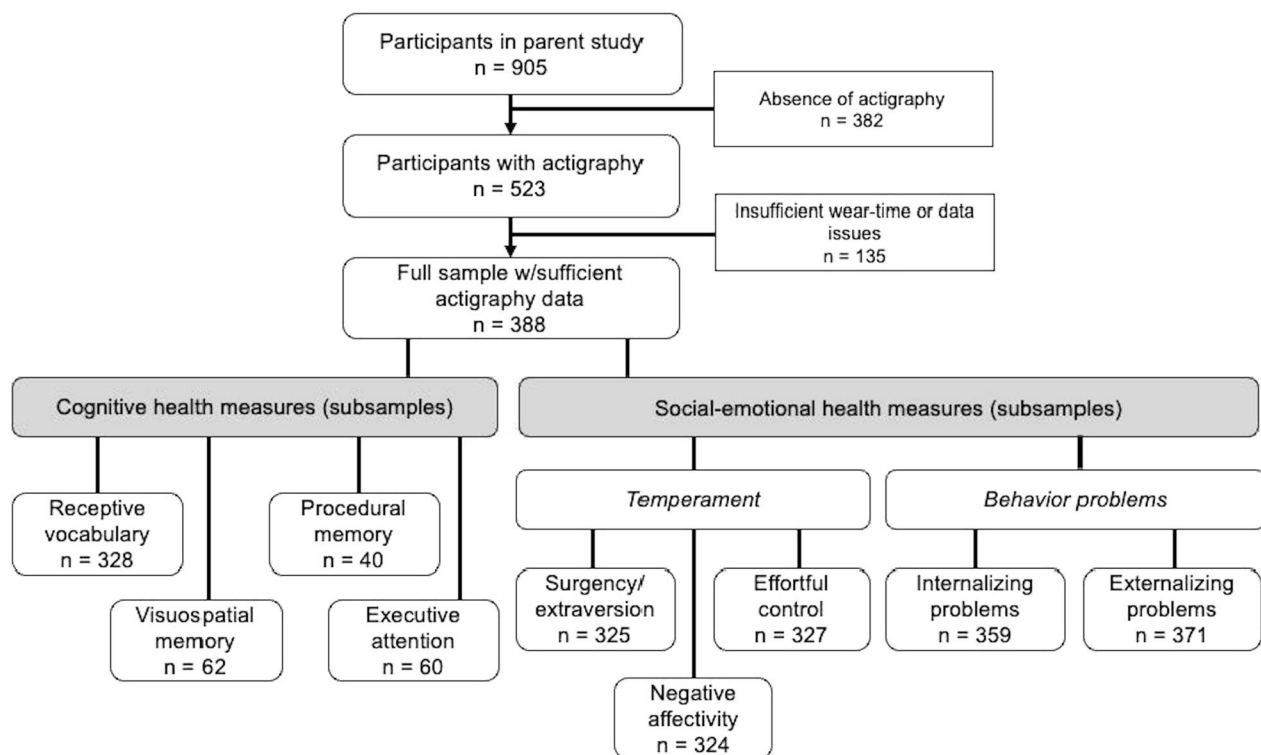 Participants in parent study
n = 905
Absence of actigraphy
n = 382
Participants with actigraphy
n = 523
Insufficient wear-time or data
issues
n = 135
Full sample w/sufficient
actigraphy data
n = 388
Cognitive health measures (subsamples)
Social-emotional health measures (subsamples)
Receptive
vocabulary
n = 328
Procedural
memory
n = 40
Visuospatial
memory
n = 62
Executive
attention
n = 60
Temperament
Behavior problems
Surgency/
extraversion
n = 325
Effortful
control
n = 327
Internalizing
problems
n = 359
Externalizing
problems
n = 371
Negative
affectivity
n = 324